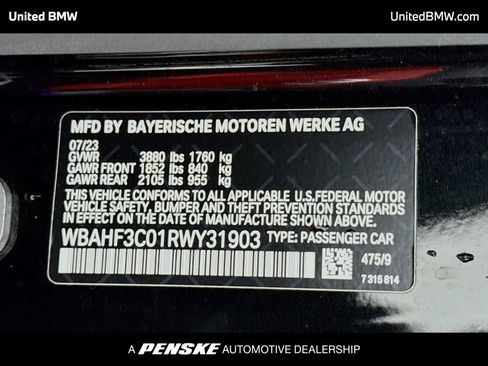 United BMW
UnitedBMW.com
MFD BY BAYERISCHE MOTOREN WERKE AG
07/23
GVWR 3880 lbs 1760 kg
GAWR FRONT 1852 lbs 840 kg
GAWR REAR 2105 lbs 955 kg
THIS VEHICLE CONFORMS TO ALL APPLICABLE U.S.FEDERAL MOTOR
VEHICLE SAFETY, BUMPER, AND THEFT PREVENTION STANDARDS
IN EFFECT ON THE DATE OF MANUFACTURE SHOWN ABOVE.
WBAHF3C01RWY31903 TYPE: PASSENGER CAR
475/9
7 315 814
A PENSKE AUTOMOTIVE DEALERSHIP